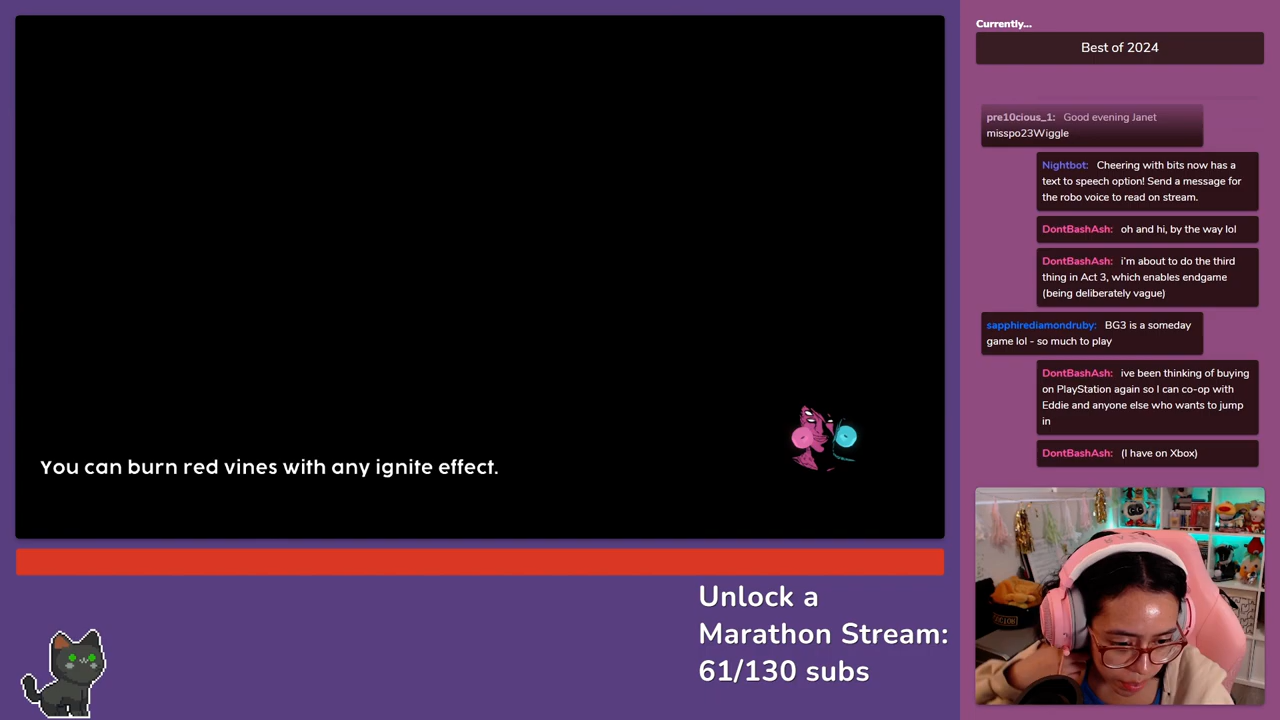 You can burn red vines with any ignite effect.
Unlock a
Marathon Stream:
61/130 subs
Currently...
Best of 2024
pre10cious_1: Good evening Janet
misspo23Wiggle
Nightbot: Cheering with bits now has a
text to speech option! Send a message for
the robo voice to read on stream.
DontBashAsh: oh and hi, by the way lol
DontBashAsh: i'm about to do the third
thing in Act 3, which enables endgame
(being deliberately vague)
sapphirediamondruby: BG3 is a someday
game lol - so much to play
DontBashAsh: ive been thinking of buying
on PlayStation again so I can co-op with
Eddie and anyone else who wants to jump
in
DontBashAsh: (I have on Xbox)